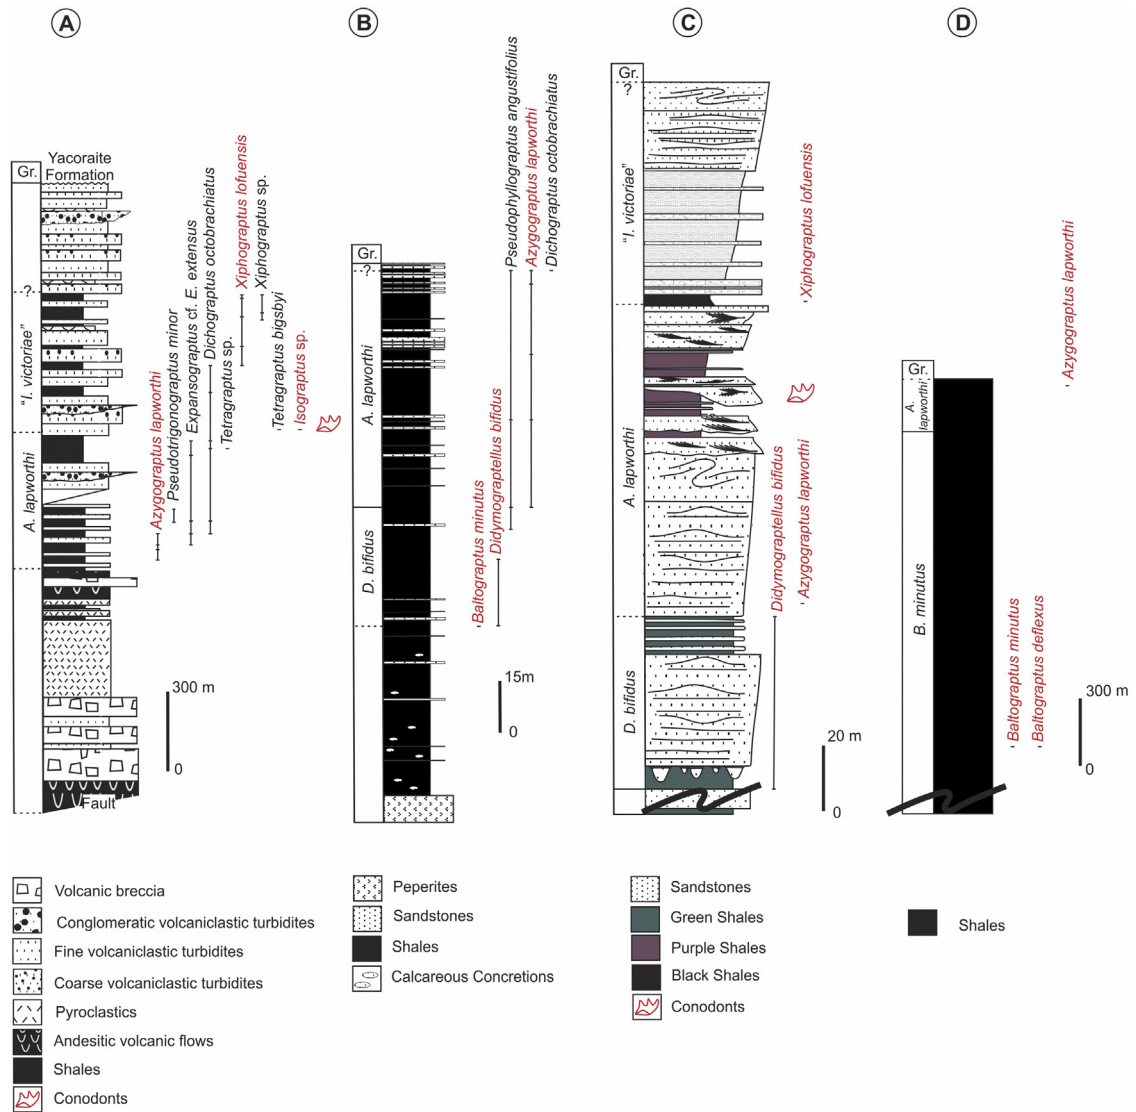 A
B
C
D
Gr.
Yacoraite
Formation
?
"I. victoriae"
A. lapworthi
Azygograptus lapworthi
Pseudotrigonograptus minor
Expansograptus cf. E. extensus
Dichograptus octobrachiatus
Tetragraptus sp.
Xiphograptus lofuensis
Xiphograptus sp.
Tetragraptus bigsbyi
Isograptus sp.
300 m
0
Fault
Gr.
?
A. lapworthi
D. bifidus
Baltograptus minutus
Didymograptellus bifidus
Pseudophyllograptus angustifolius
Azygograptus lapworthi
Dichograptus octobrachiatus
15m
0
Gr.
?
"I. victoriae"
A. lapworthi
D. bifidus
Didymograptellus bifidus
Azygograptus lapworthi
Xiphograptus lofuensis
20 m
0
Gr.
A.
lapworthi
B. minutus
Baltograptus minutus
Baltograptus deflexus
Azygograptus lapworthi
300 m
0
Volcanic breccia
Conglomeratic volcaniclastic turbidites
Fine volcaniclastic turbidites
Coarse volcaniclastic turbidites
Pyroclastics
Andesitic volcanic flows
Shales
Conodonts
Peperites
Sandstones
Shales
Calcareous Concretions
Sandstones
Green Shales
Purple Shales
Black Shales
Conodonts
Shales